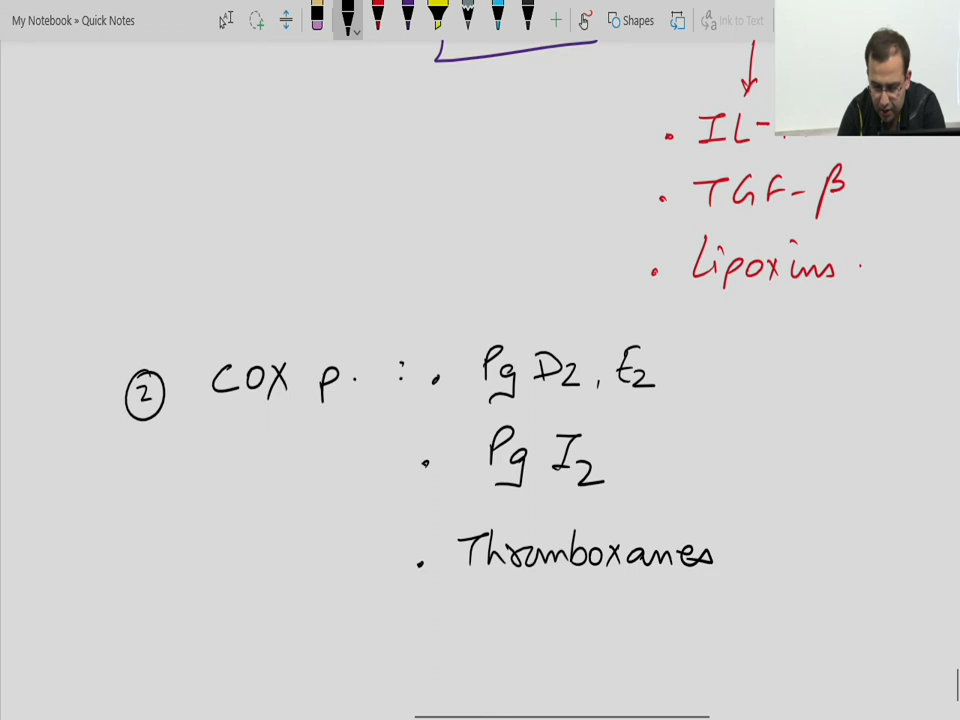 My Notebook » Quick Notes
Shapes
Ink to Text
. IL-
. TGF-β
. Lipoxins
② COX p. : . Pg D2, E2
. Pg I2
. Thromboxanes